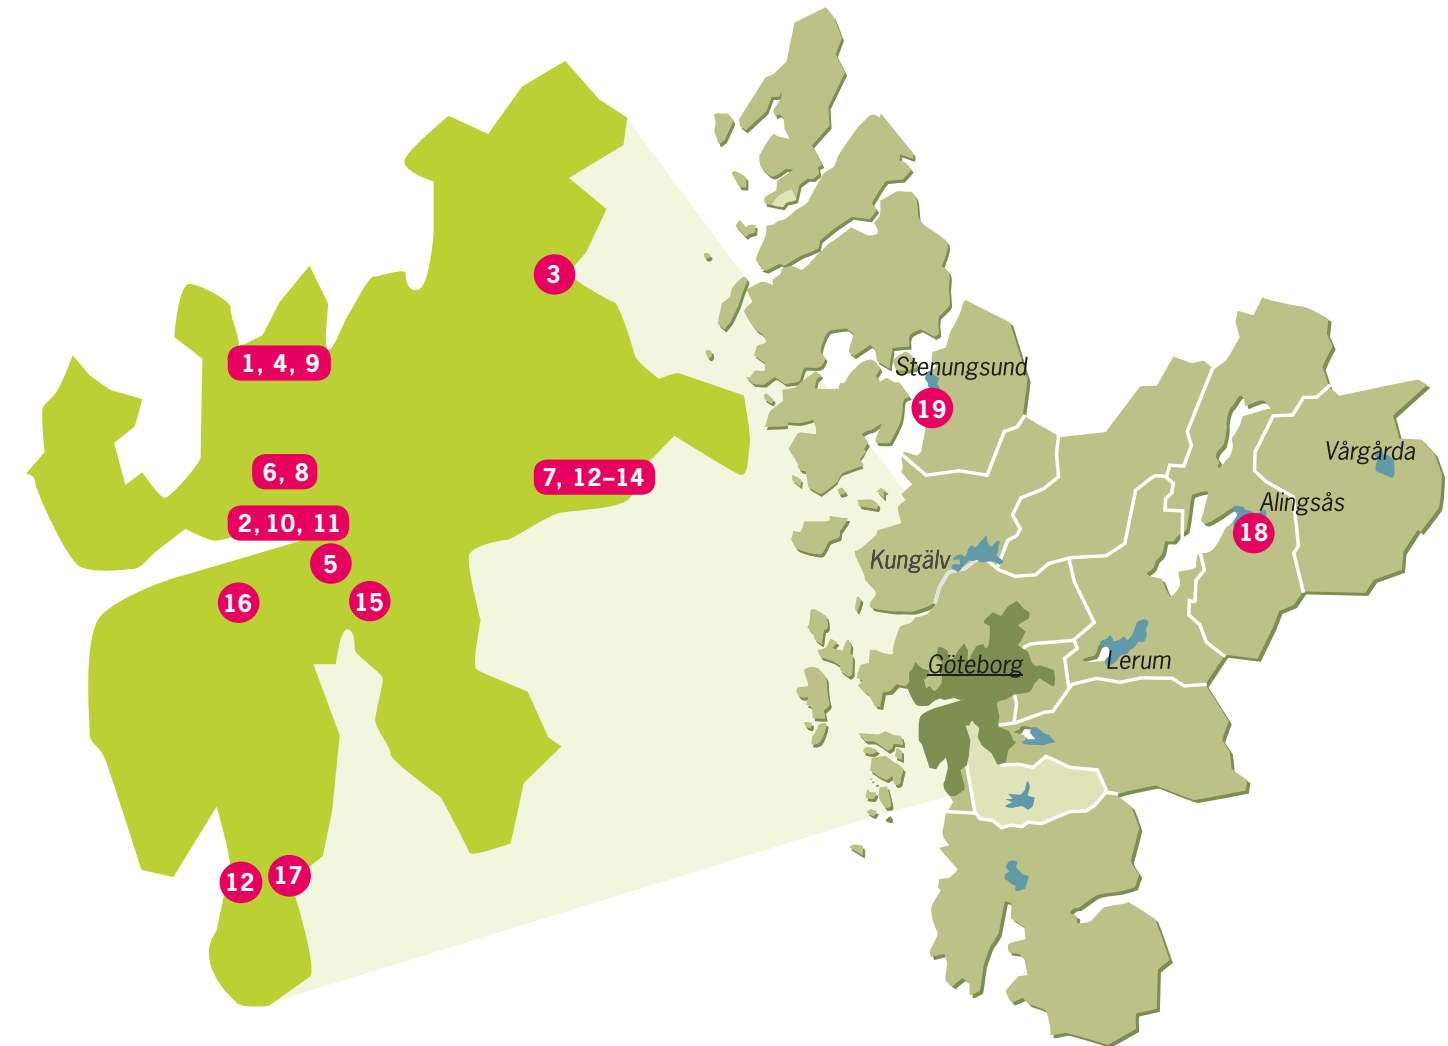 3
1, 4, 9
Stenungsund
19
Vårgårda
6, 8
7, 12–14
Alingsås
2, 10, 11
18
Kungälv
5
16
15
Göteborg
Lerum
12
17